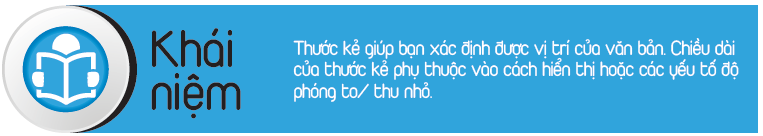 Khái
niệm
Thước kẻ giúp bạn xác định được vị trí của văn bản. Chiều dài
của thước kẻ phụ thuộc vào cách hiển thị hoặc các yếu tố độ
phóng to/ thu nhỏ.